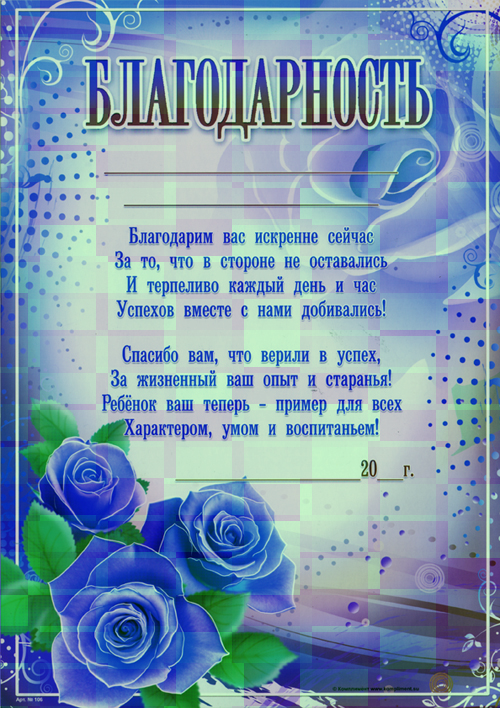 БЛАГОДАРНОСТЬ
Благодарим вас искренне сейчас
За то, что в стороне не оставались
И терпеливо каждый день и час
Успехов вместе с нами добивались!
Спасибо вам, что верили в успех,
За жизненный ваш опыт и старанья!
Ребёнок ваш теперь – пример для всех
Характером, умом и воспитаньем!
20 г.
Арт. №